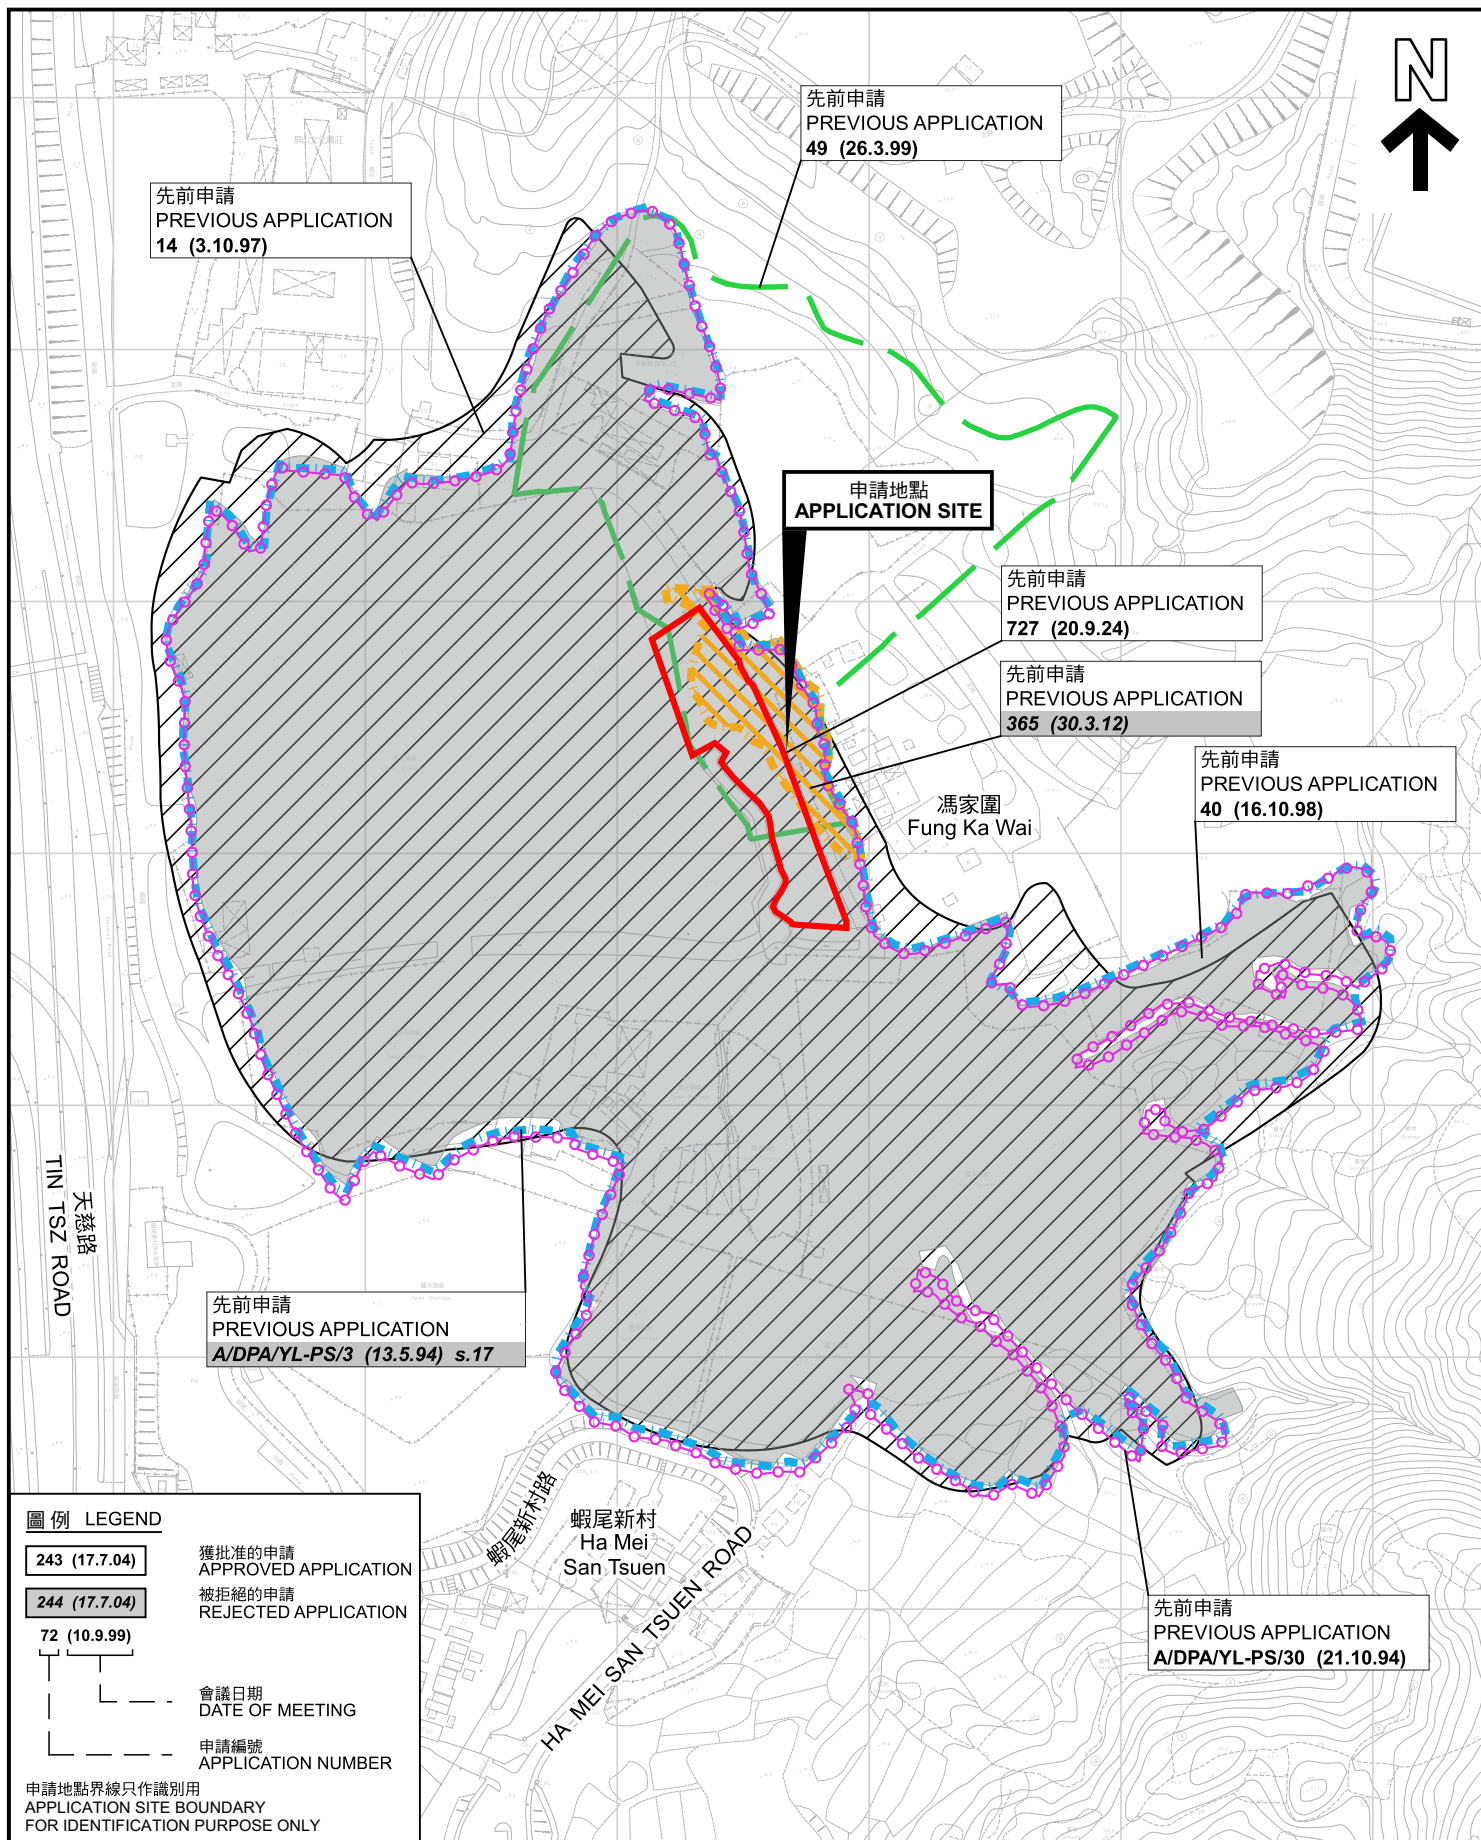 N
先前申請
PREVIOUS APPLICATION
49 (26.3.99)
先前申請
PREVIOUS APPLICATION
14 (3.10.97)
申請地點
APPLICATION SITE
先前申請
PREVIOUS APPLICATION
727 (20.9.24)
先前申請
PREVIOUS APPLICATION
365 (30.3.12)
先前申請
PREVIOUS APPLICATION
40 (16.10.98)
馮家圍
Fung Ka Wai
天慈路
TIN TSZ ROAD
先前申請
PREVIOUS APPLICATION
A/DPA/YL-PS/3 (13.5.94) s.17
蝦尾新村路
蝦尾新村
Ha Mei
San Tsuen
HA MEI SAN TSUEN ROAD
先前申請
PREVIOUS APPLICATION
A/DPA/YL-PS/30 (21.10.94)
圖例 LEGEND
243 (17.7.04)
獲批准的申請
APPROVED APPLICATION
244 (17.7.04)
被拒絕的申請
REJECTED APPLICATION
72 (10.9.99)
會議日期
DATE OF MEETING
申請編號
APPLICATION NUMBER
申請地點界線只作識別用
APPLICATION SITE BOUNDARY
FOR IDENTIFICATION PURPOSE ONLY